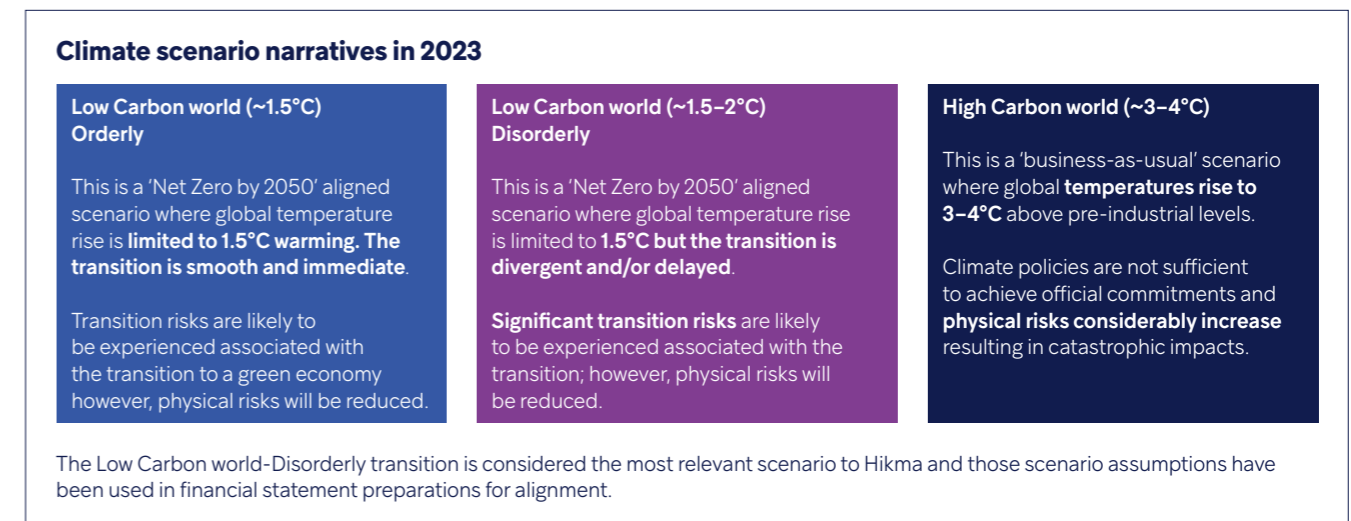 Climate scenario narratives in 2023
Low Carbon world (~1.5°C)
Orderly
This is a ‘Net Zero by 2050’ aligned
scenario where global temperature
rise is limited to 1.5°C warming. The
transition is smooth and immediate.
Transition risks are likely to
be experienced associated with
the transition to a green economy
however, physical risks will be reduced.
Low Carbon world (~1.5–2°C)
Disorderly
This is a ‘Net Zero by 2050’ aligned
scenario where global temperature rise
is limited to 1.5°C but the transition is
divergent and/or delayed.
Significant transition risks are likely
to be experienced associated with the
transition; however, physical risks will
be reduced.
High Carbon world (~3–4°C)
This is a ‘business-as-usual’ scenario
where global temperatures rise to
3–4°C above pre-industrial levels.
Climate policies are not sufficient
to achieve official commitments and
physical risks considerably increase
resulting in catastrophic impacts.
The Low Carbon world-Disorderly transition is considered the most relevant scenario to Hikma and those scenario assumptions have
been used in financial statement preparations for alignment.